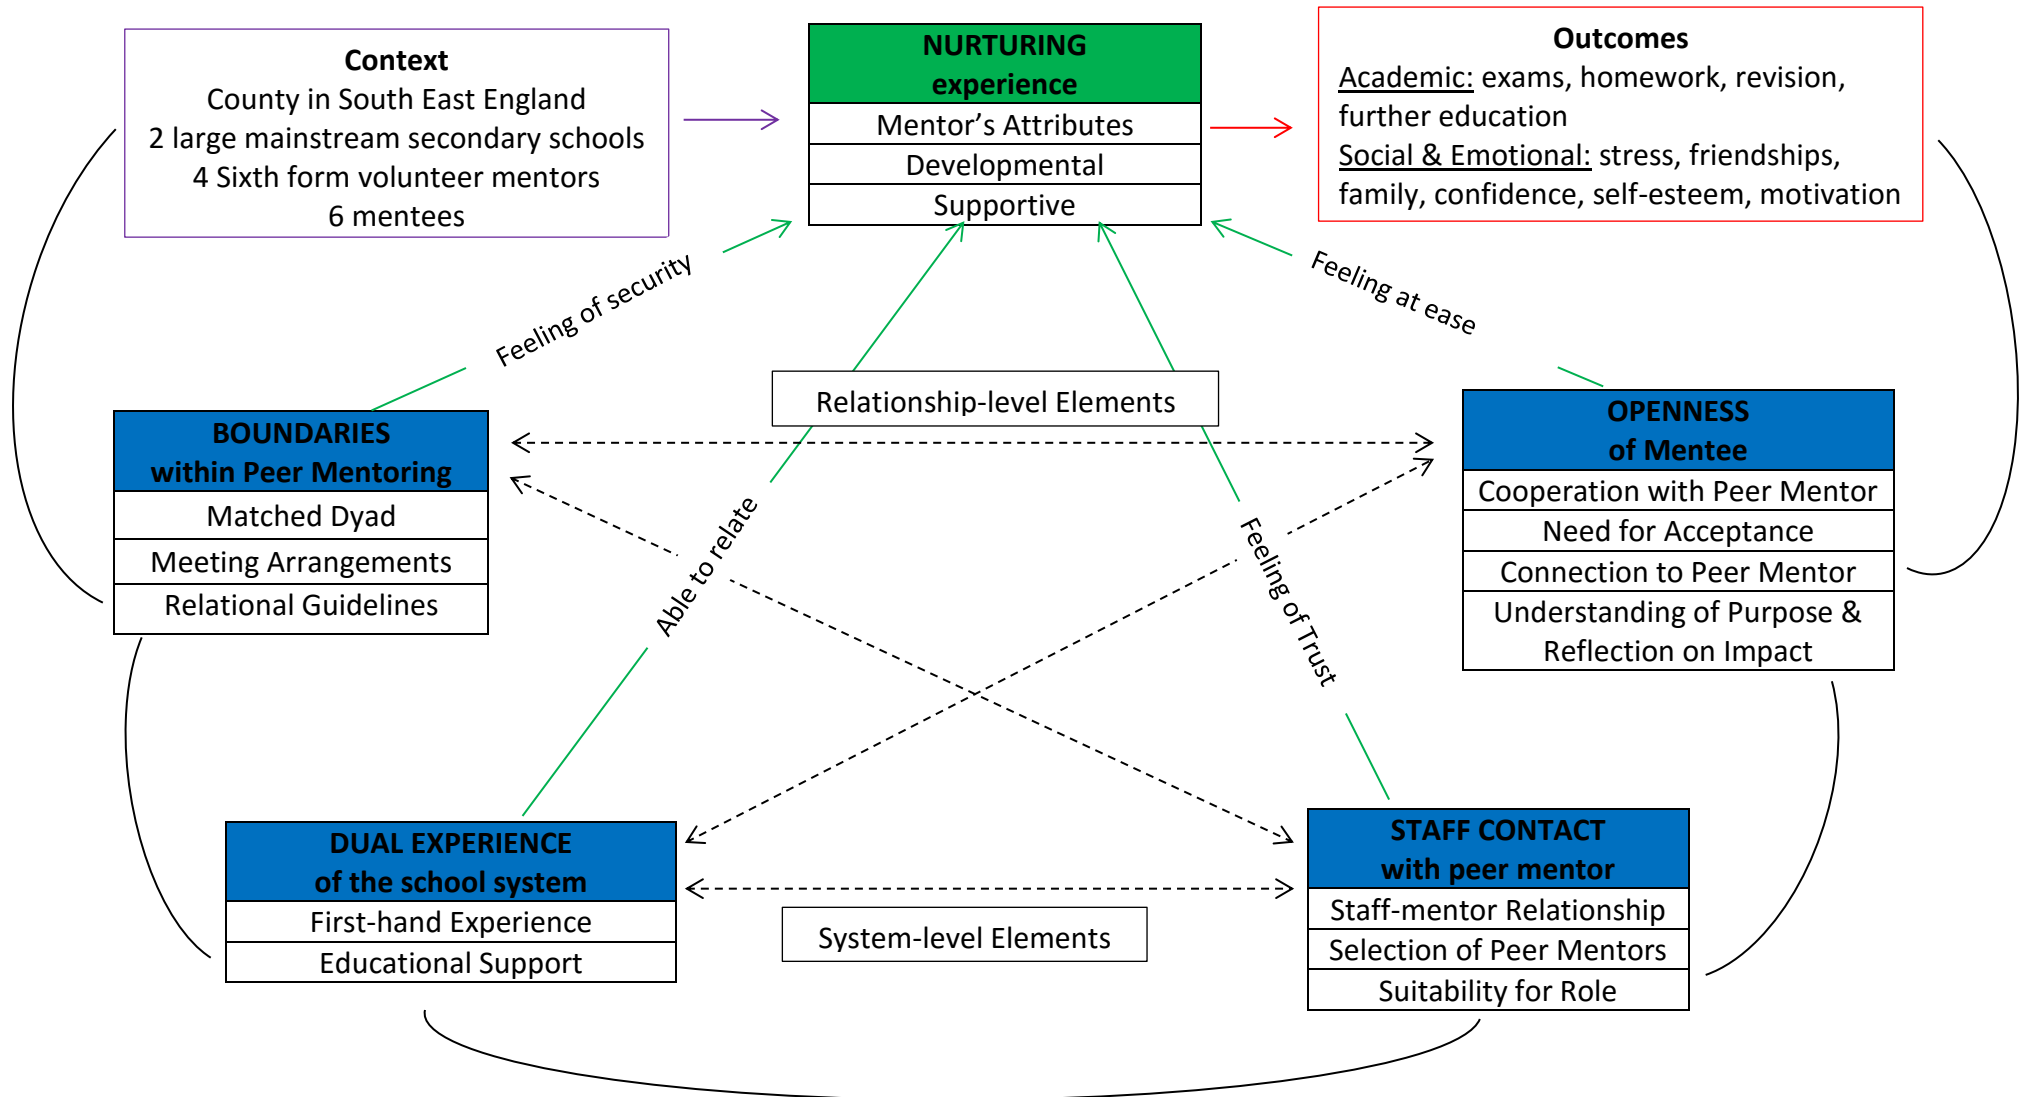 Context
County in South East England
2 large mainstream secondary schools
4 Sixth form volunteer mentors
6 mentees
NURTURING
experience
Mentor’s Attributes
Developmental
Supportive
Outcomes
Academic: exams, homework, revision,
further education
Social & Emotional: stress, friendships,
family, confidence, self-esteem, motivation
Feeling of security
Feeling at ease
Relationship-level Elements
BOUNDARIES
within Peer Mentoring
Matched Dyad
Meeting Arrangements
Relational Guidelines
OPENNESS
of Mentee
Cooperation with Peer Mentor
Need for Acceptance
Connection to Peer Mentor
Understanding of Purpose &
Reflection on Impact
Able to relate
Feeling of Trust
DUAL EXPERIENCE
of the school system
First-hand Experience
Educational Support
System-level Elements
STAFF CONTACT
with peer mentor
Staff-mentor Relationship
Selection of Peer Mentors
Suitability for Role